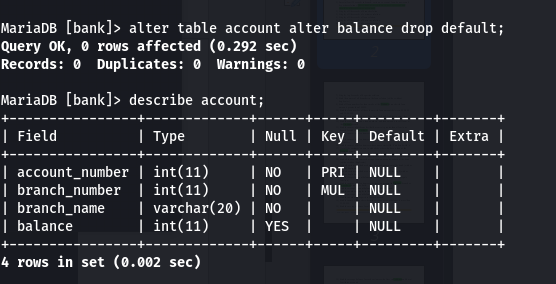 MariaDB [bank]> alter table account alter balance drop default;
Query OK, 0 rows affected (0.292 sec)
Records: 0  Duplicates: 0  Warnings: 0

MariaDB [bank]> describe account;
+----------------+-------------+------+-----+---------+-------+
| Field          | Type        | Null | Key | Default | Extra |
+----------------+-------------+------+-----+---------+-------+
| account_number | int(11)     | NO   | PRI | NULL    |       |
| branch_number  | int(11)     | NO   | MUL | NULL    |       |
| branch_name    | varchar(20) | NO   |     | NULL    |       |
| balance        | int(11)     | YES  |     | NULL    |       |
+----------------+-------------+------+-----+---------+-------+
4 rows in set (0.002 sec)